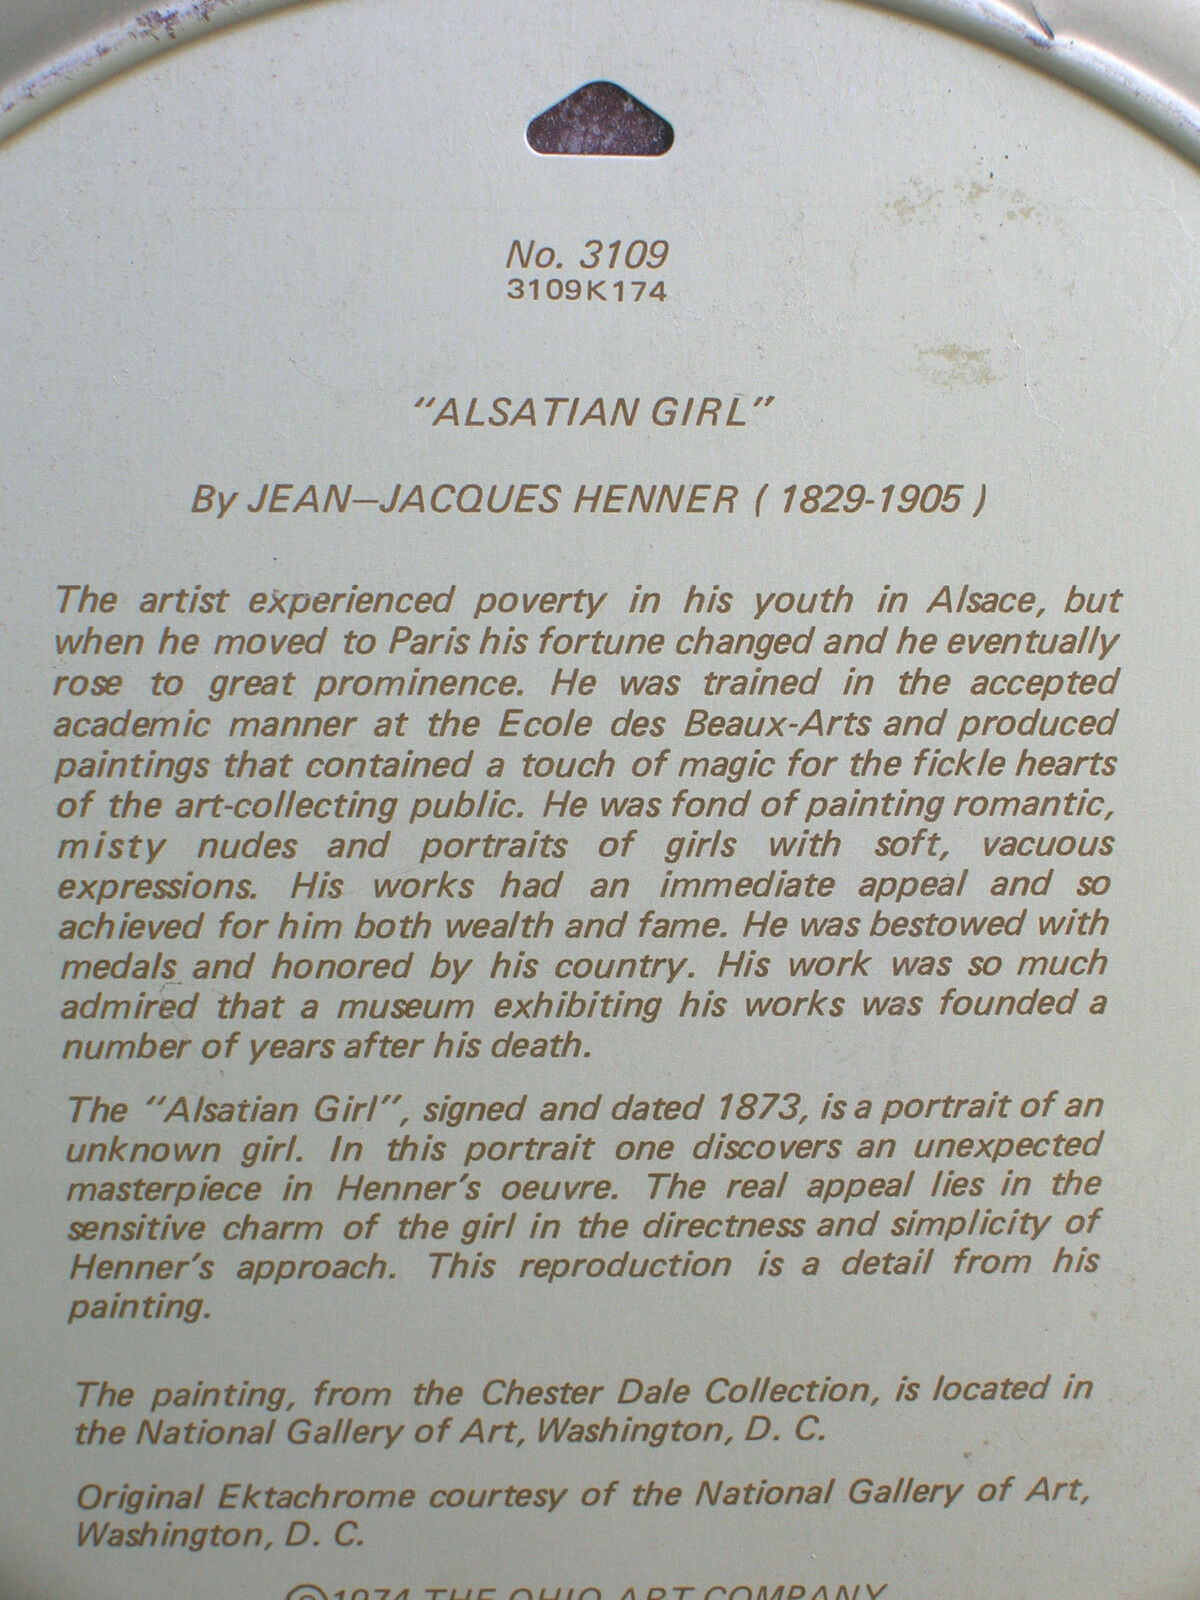 No. 3109
3109K174
"ALSATIAN GIRL"
By JEAN–JACQUES HENNER ( 1829-1905 )
The artist experienced poverty in his youth in Alsace, but
when he moved to Paris his fortune changed and he eventually
rose to great prominence. He was trained in the accepted
academic manner at the Ecole des Beaux-Arts and produced
paintings that contained a touch of magic for the fickle hearts
of the art-collecting public. He was fond of painting romantic,
misty nudes and portraits of girls with soft, vacuous
expressions. His works had an immediate appeal and so
achieved for him both wealth and fame. He was bestowed with
medals and honored by his country. His work was so much
admired that a museum exhibiting his works was founded a
number of years after his death.
The "Alsatian Girl", signed and dated 1873, is a portrait of an
unknown girl. In this portrait one discovers an unexpected
masterpiece in Henner's oeuvre. The real appeal lies in the
sensitive charm of the girl in the directness and simplicity of
Henner's approach. This reproduction is a detail from his
painting.
The painting, from the Chester Dale Collection, is located in
the National Gallery of Art, Washington, D. C.
Original Ektachrome courtesy of the National Gallery of Art,
Washington, D. C.
©1974 THE OHIO ART COMPANY